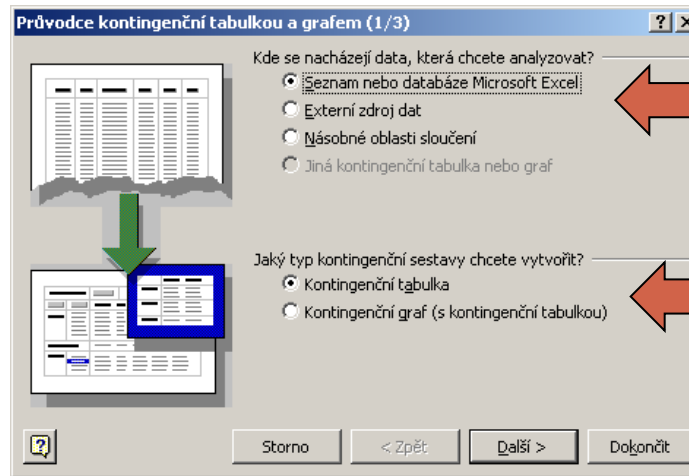 Průvodce kontingenční tabulkou a grafem (1/3)
Kde se nacházejí data, která chcete analyzovat?
Seznam nebo databáze Microsoft Excel
Externí zdroj dat
Násobné oblasti sloučení
Jiná kontingenční tabulka nebo graf
Jaký typ kontingenční sestavy chcete vytvořit?
Kontingenční tabulka
Kontingenční graf (s kontingenční tabulkou)
Storno
< Zpět
Další >
Dokončit